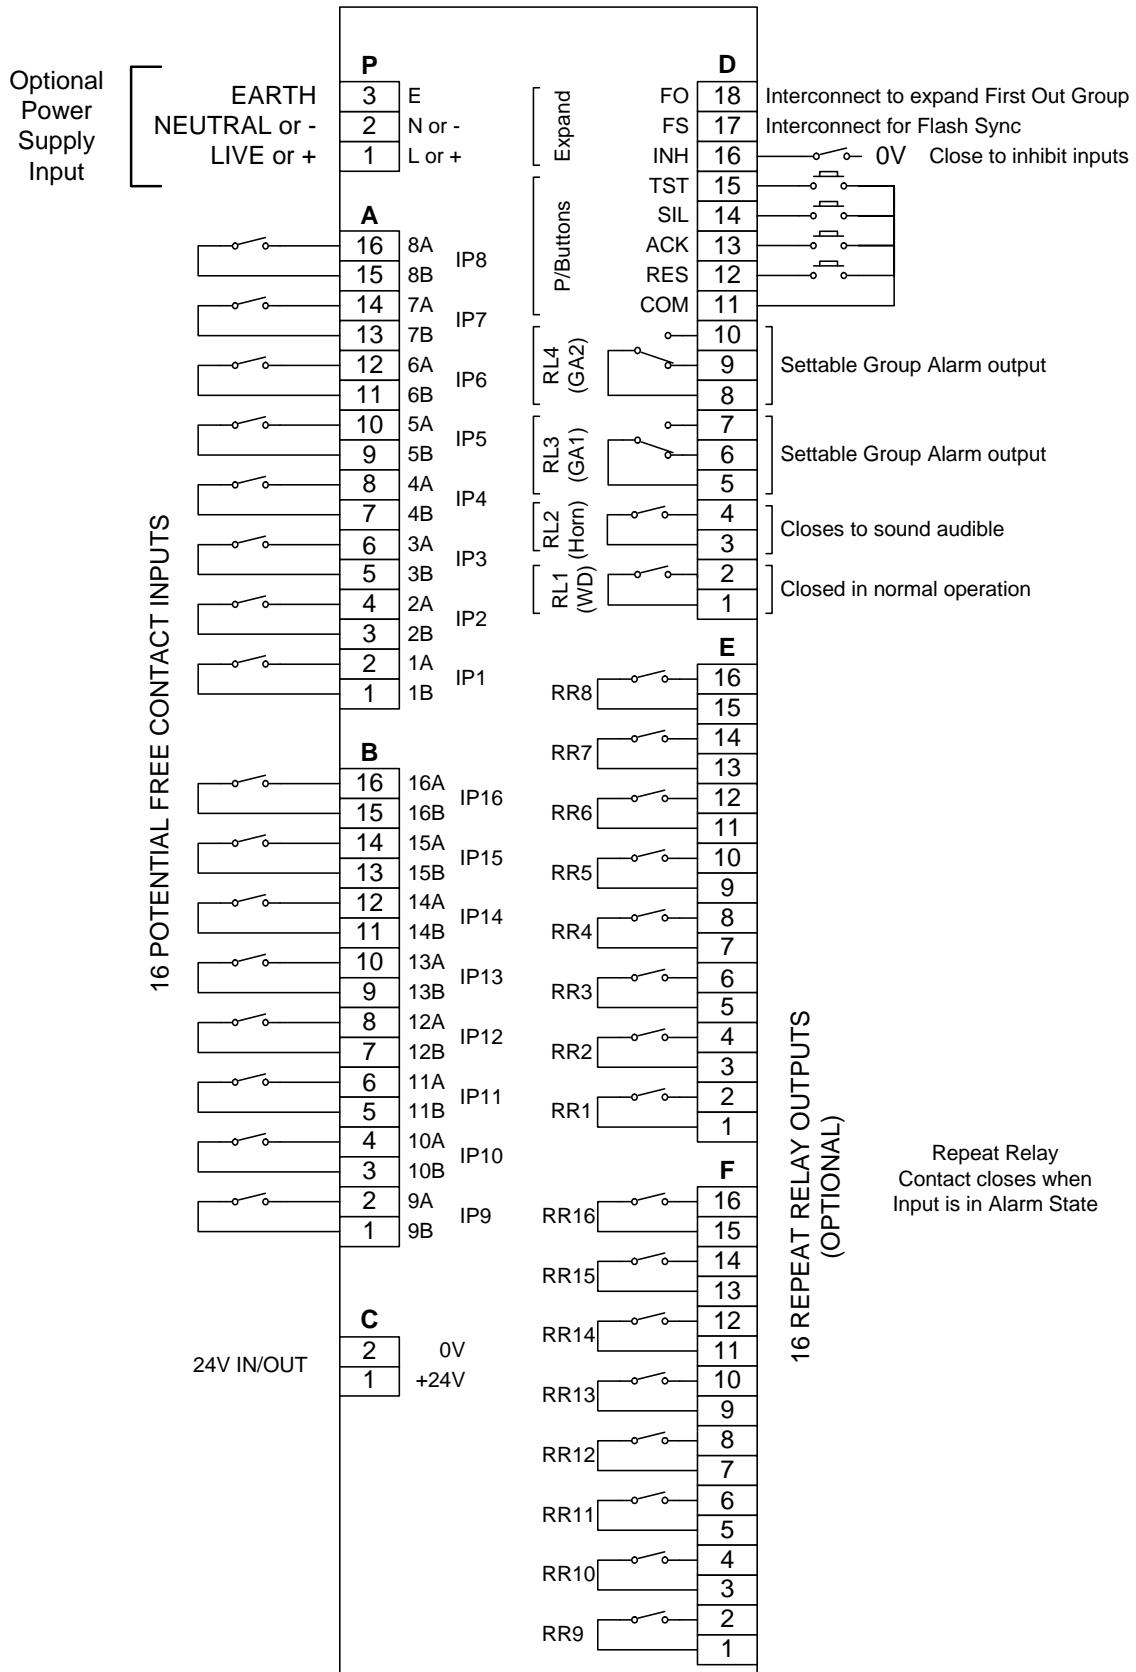 Optional
Power
Supply
Input
EARTH
NEUTRAL or -
LIVE or +
P
3 E
2 N or -
1 L or +
A
16 8A
15 8B
IP8
14 7A
13 7B
IP7
12 6A
11 6B
IP6
10 5A
9 5B
IP5
8 4A
7 4B
IP4
6 3A
5 3B
IP3
4 2A
3 2B
IP2
2 1A
1 1B
IP1
16 POTENTIAL FREE CONTACT INPUTS
B
16 16A
15 16B
IP16
14 15A
13 15B
IP15
12 14A
11 14B
IP14
10 13A
9 13B
IP13
8 12A
7 12B
IP12
6 11A
5 11B
IP11
4 10A
3 10B
IP10
2 9A
1 9B
IP9
C
24V IN/OUT
2 0V
1 +24V
D
Expand
FO 18 Interconnect to expand First Out Group
FS 17 Interconnect for Flash Sync
INH 16 0V Close to inhibit inputs
P/Buttons
TST 15
SIL 14
ACK 13
RES 12
COM 11
RL4
(GA2)
10
9
8
Settable Group Alarm output
RL3
(GA1)
7
6
5
Settable Group Alarm output
RL2
(Horn)
4
3
Closes to sound audible
RL1
(WD)
2
1
Closed in normal operation
E
RR8
16
15
RR7
14
13
RR6
12
11
RR5
10
9
RR4
8
7
RR3
6
5
RR2
4
3
RR1
2
1
F
RR16
16
15
RR15
14
13
RR14
12
11
RR13
10
9
RR12
8
7
RR11
6
5
RR10
4
3
RR9
2
1
16 REPEAT RELAY OUTPUTS
(OPTIONAL)
Repeat Relay
Contact closes when
Input is in Alarm State